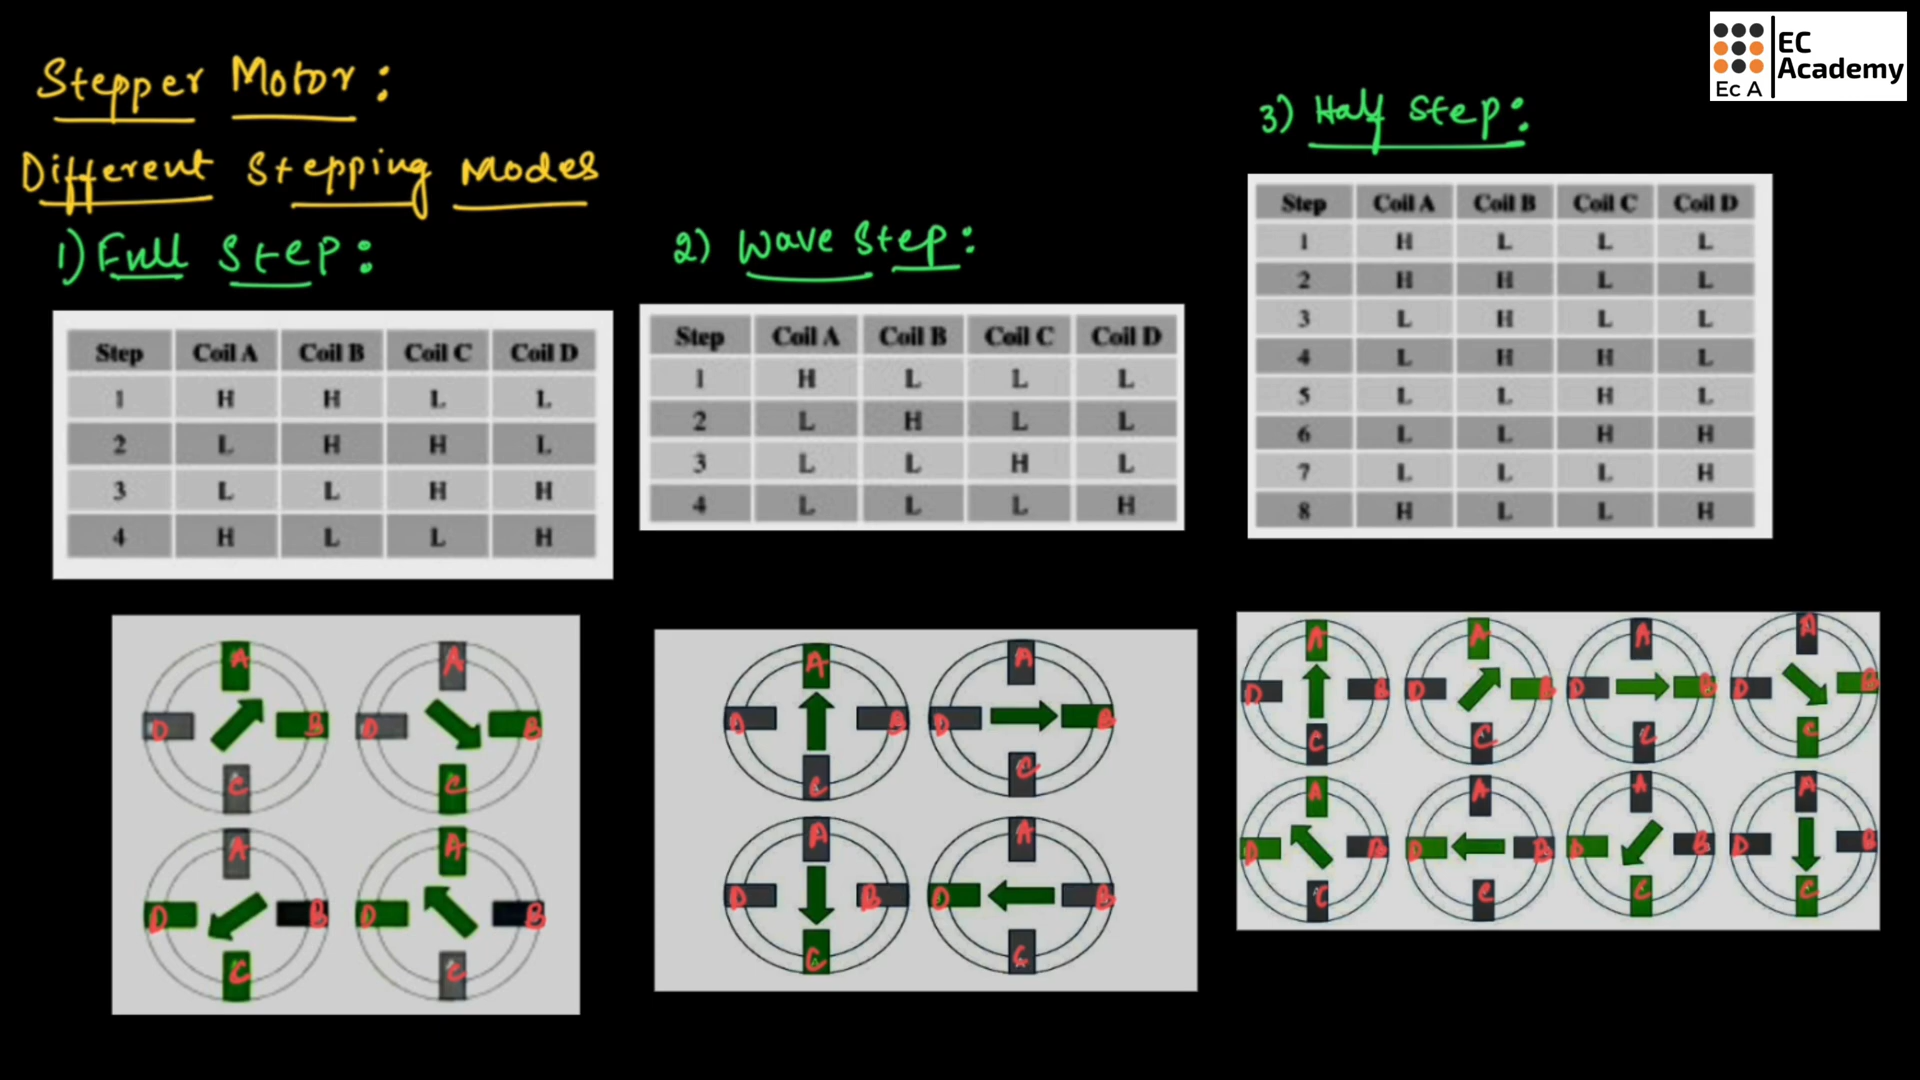 Stepper Motor:
Different Stepping Modes
1) Full Step:
Step Coil A Coil B Coil C Coil D
1 H H L L
2 L H H L
3 L L H H
4 H L L H
A A
D B D B
C C
A A
D B D B
C C
2) Wave Step:
Step Coil A Coil B Coil C Coil D
1 H L L L
2 L H L L
3 L L H L
4 L L L H
A A
D B D B
C C
A A
D B D B
C C
EC
Academy
Ec A
3) Half Step:
Step Coil A Coil B Coil C Coil D
1 H L L L
2 H H L L
3 L H L L
4 L H H L
5 L L H L
6 L L H H
7 L L L H
8 H L L H
A A A A
D B D B D B D B
C C C C
A A A A
D B D B D B D B
C C C C